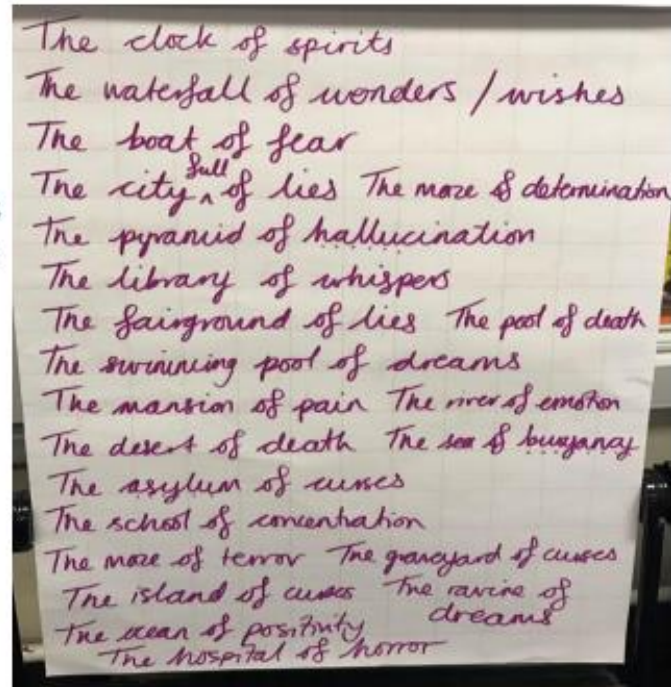 The clock of spirits
The waterfall of wonders / wishes
The boat of fear
The city full of lies The maze of determination
The pyramid of hallucination
The library of whispers
The fairground of lies The pool of death
The swimming pool of dreams
The mansion of pain The river of emotion
The desert of death The sea of buoyancy
The asylum of curses
The school of concentration
The maze of terror The graveyard of curses
The island of curses The ravine of dreams
The ocean of positivity
The hospital of horror